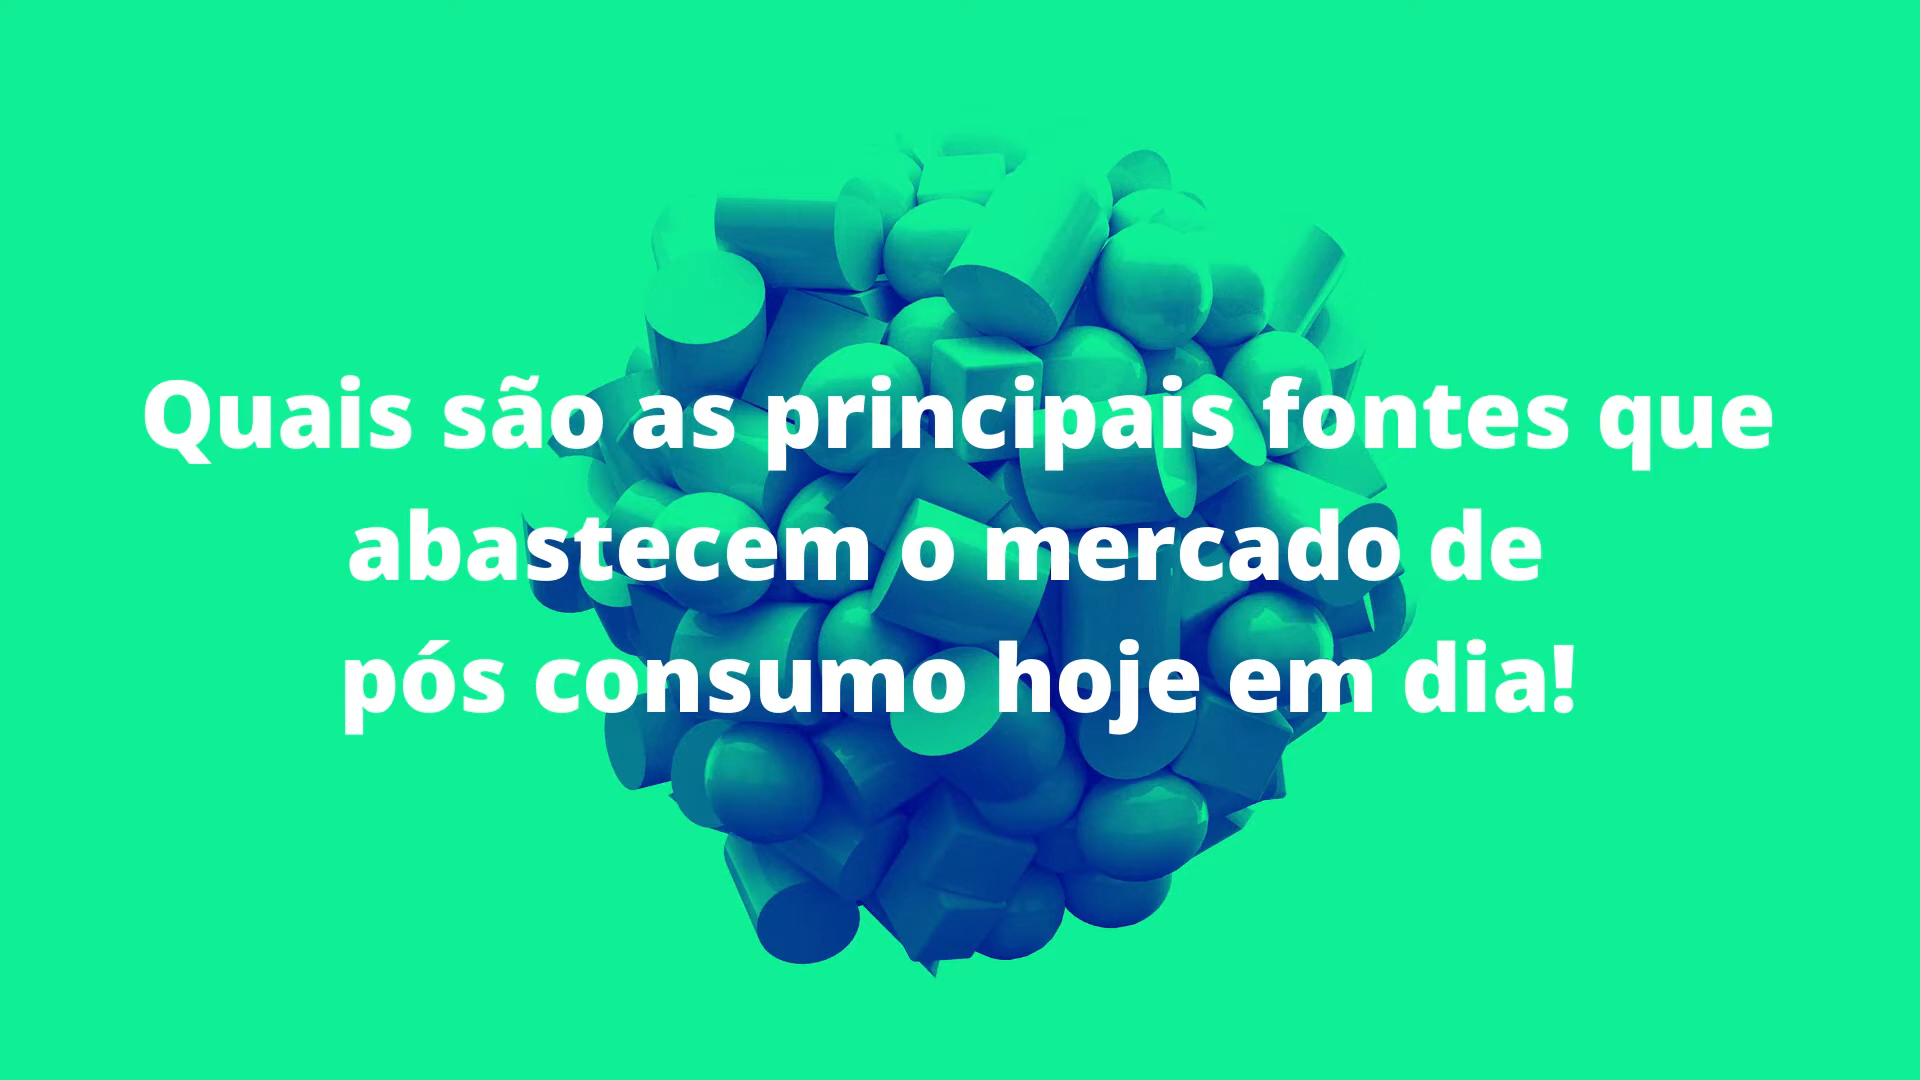 Quais são as principais fontes que
abastecem o mercado de
pós consumo hoje em dia!